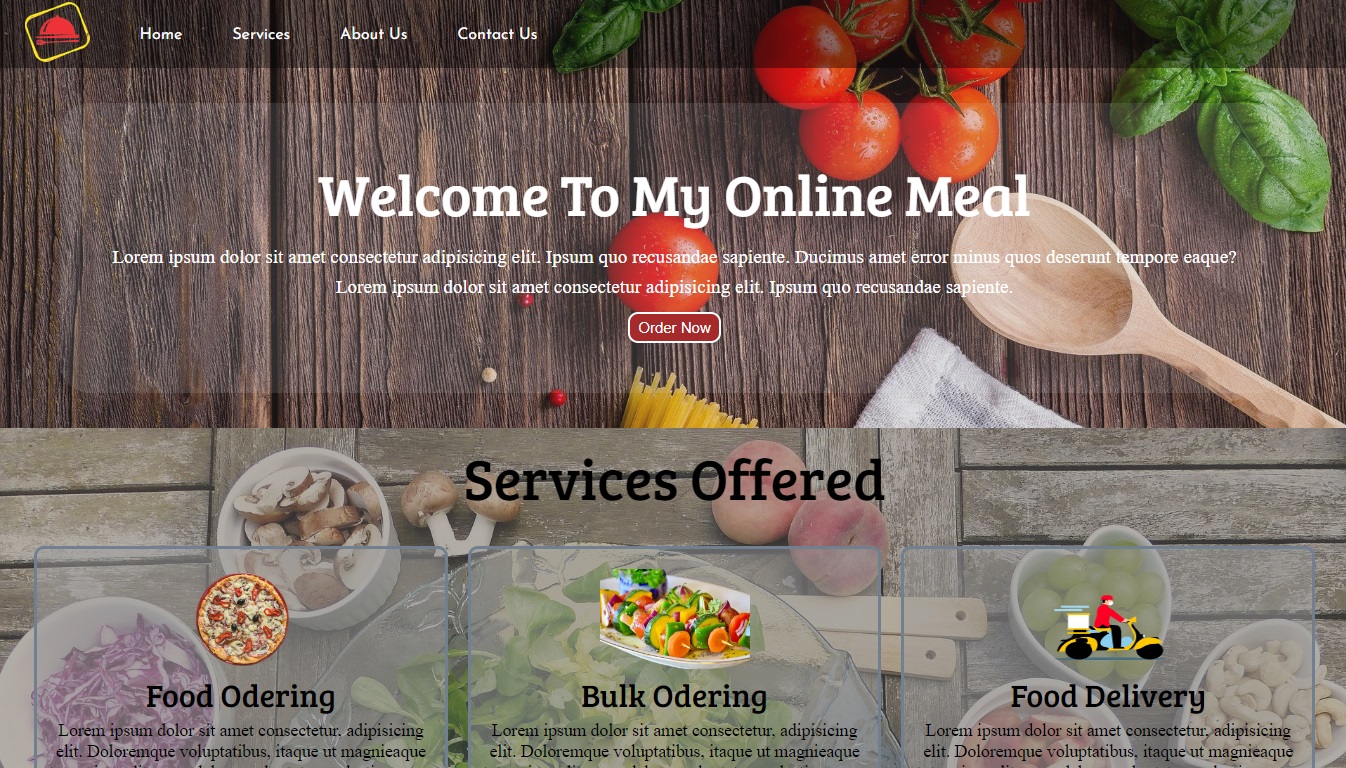 Home Services About Us Contact Us
Welcome To My Online Meal
Lorem ipsum dolor sit amet consectetur adipisicing elit. Ipsum quo recusandae sapiente. Ducimus amet error minus quos deserunt tempore eaque?
Lorem ipsum dolor sit amet consectetur adipisicing elit. Ipsum quo recusandae sapiente.
Order Now
Services Offered
Food Odering
Lorem ipsum dolor sit amet consectetur, adipisicing
elit. Doloremque voluptatibus, itaque ut magnieaque
Bulk Odering
Lorem ipsum dolor sit amet consectetur, adipisicing
elit. Doloremque voluptatibus, itaque ut magnieaque
Food Delivery
Lorem ipsum dolor sit amet consectetur, adipisicing
elit. Doloremque voluptatibus, itaque ut magnieaque